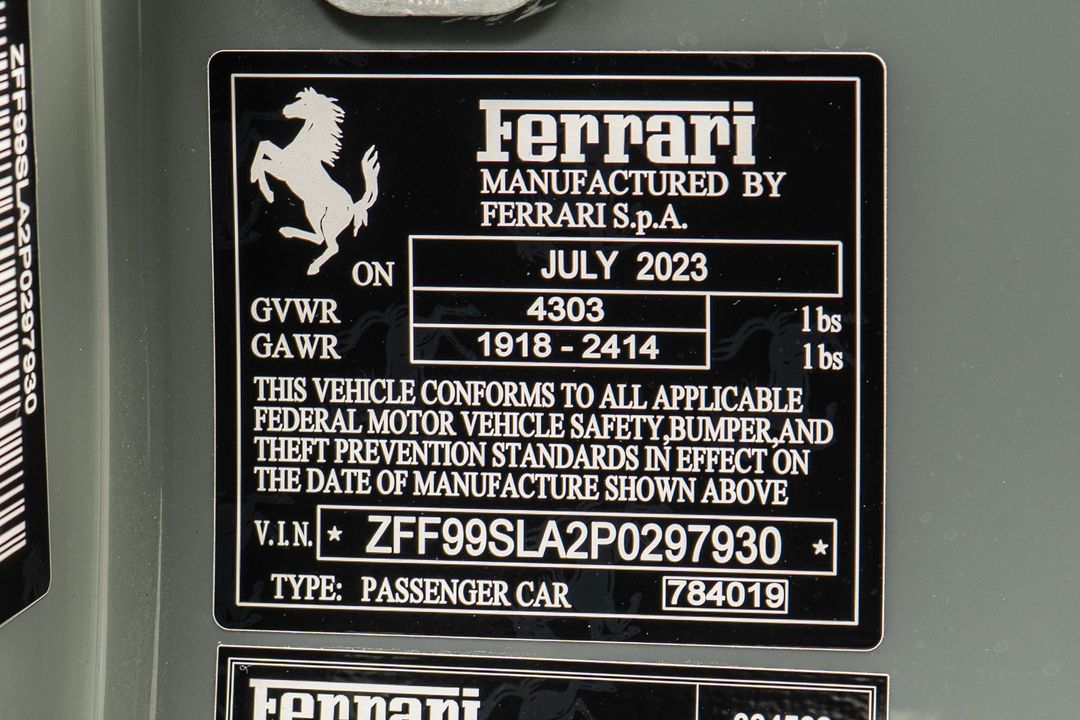 ZFF99SLA2P0297930
Ferrari
MANUFACTURED BY
FERRARI S.p.A.
ON JULY 2023
GVWR 4303 lbs
GAWR 1918 - 2414 lbs
THIS VEHICLE CONFORMS TO ALL APPLICABLE
FEDERAL MOTOR VEHICLE SAFETY,BUMPER,AND
THEFT PREVENTION STANDARDS IN EFFECT ON
THE DATE OF MANUFACTURE SHOWN ABOVE
V.I.N. * ZFF99SLA2P0297930 *
TYPE: PASSENGER CAR 784019
Ferrari